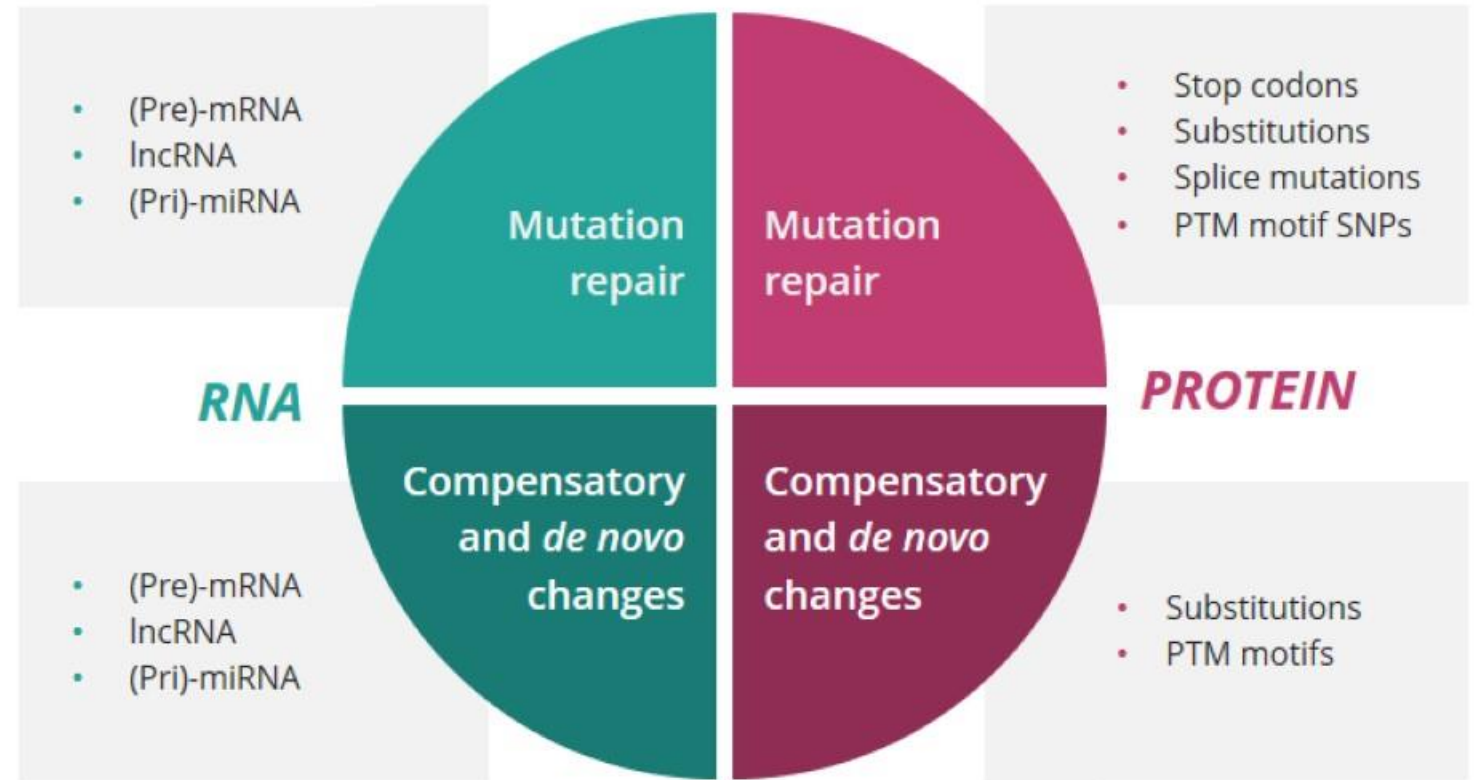 • (Pre)-mRNA
• lncRNA
• (Pri)-miRNA
Mutation
repair
Mutation
repair
• Stop codons
• Substitutions
• Splice mutations
• PTM motif SNPs
RNA
PROTEIN
• (Pre)-mRNA
• lncRNA
• (Pri)-miRNA
Compensatory
and de novo
changes
Compensatory
and de novo
changes
• Substitutions
• PTM motifs